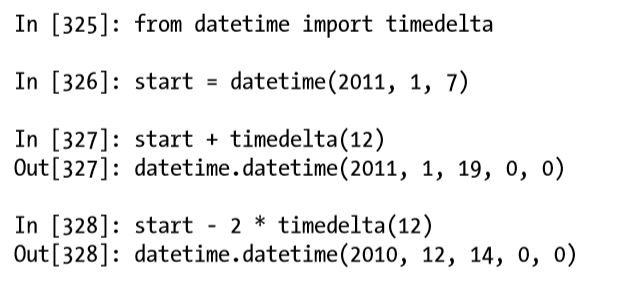 In [325]: from datetime import timedelta
In [326]: start = datetime(2011, 1, 7)
In [327]: start + timedelta(12)
Out[327]: datetime.datetime(2011, 1, 19, 0, 0)
In [328]: start - 2 * timedelta(12)
Out[328]: datetime.datetime(2010, 12, 14, 0, 0)